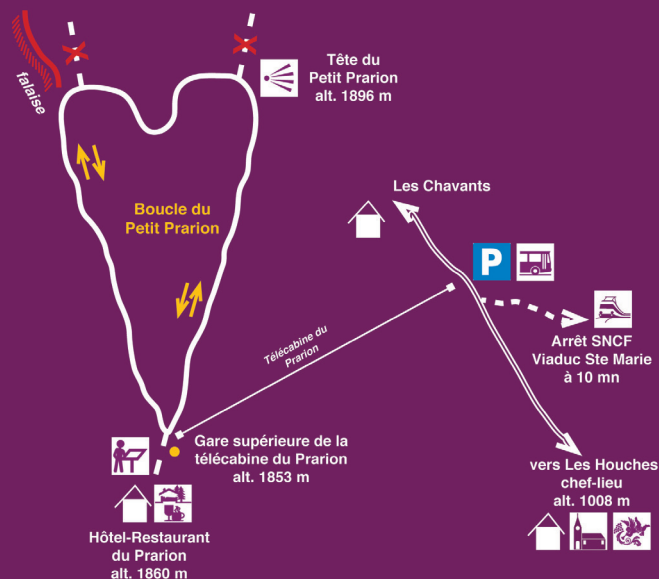 falaise
Tête du
Petit Prarion
alt. 1896 m
Boucle du
Petit Prarion
Les Chavants
P
Télécabine du
Prarion
Arrêt SNCF
Viaduc Ste Marie
à 10 mn
Gare supérieure de la
télécabine du Prarion
alt. 1853 m
vers Les Houches
chef-lieu
alt. 1008 m
Hôtel-Restaurant
du Prarion
alt. 1860 m